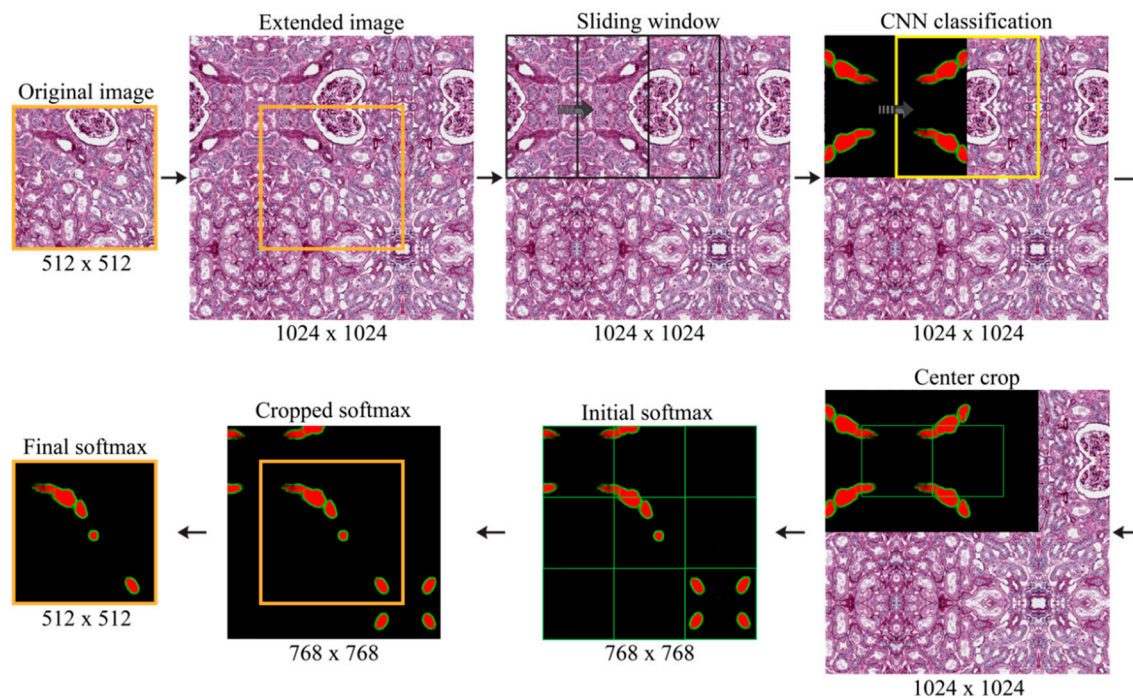 Extended image
Sliding window
CNN classification
Original image
512 x 512
1024 x 1024
1024 x 1024
1024 x 1024
Center crop
Cropped softmax
Initial softmax
Final softmax
512 x 512
768 x 768
768 x 768
1024 x 1024